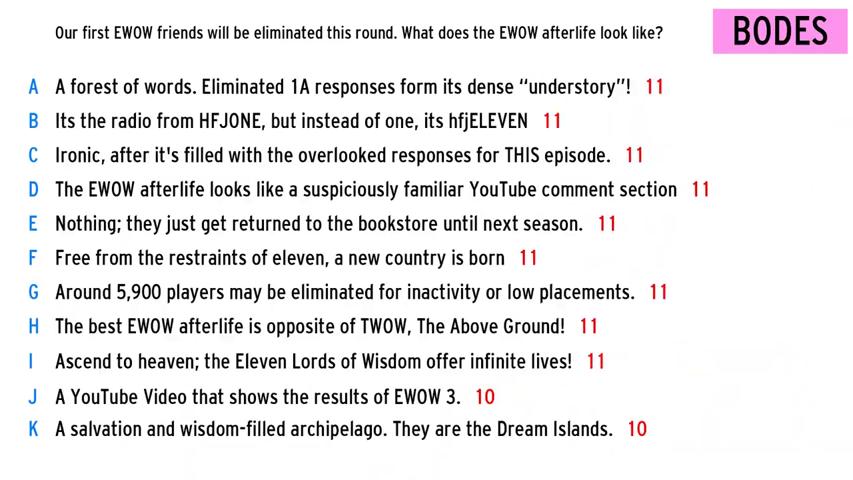 Our first EWOW friends will be eliminated this round. What does the EWOW afterlife look like?
BODES
A A forest of words. Eliminated 1A responses form its dense “understory”! 11
B Its the radio from HFJONE, but instead of one, its hfjELEVEN 11
C Ironic, after it's filled with the overlooked responses for THIS episode. 11
D The EWOW afterlife looks like a suspiciously familiar YouTube comment section 11
E Nothing; they just get returned to the bookstore until next season. 11
F Free from the restraints of eleven, a new country is born 11
G Around 5,900 players may be eliminated for inactivity or low placements. 11
H The best EWOW afterlife is opposite of TWOW, The Above Ground! 11
I Ascend to heaven; the Eleven Lords of Wisdom offer infinite lives! 11
J A YouTube Video that shows the results of EWOW 3. 10
K A salvation and wisdom-filled archipelago. They are the Dream Islands. 10